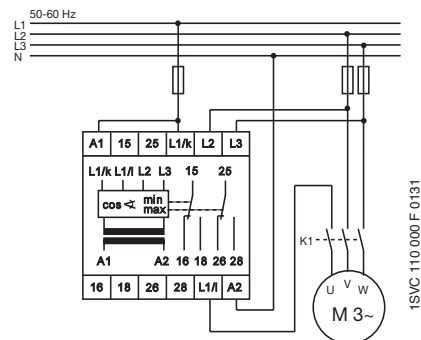 50-60 Hz
L1
L2
L3
N
A1 15 25 L1/k L2 L3
L1/k L1/l L2 L3 15 25
cos ∢ min
max
A1 A2 16 18 26 28
16 18 26 28 L1/l A2
K1
U V W
M 3~
1SVC 110 000 F 0131